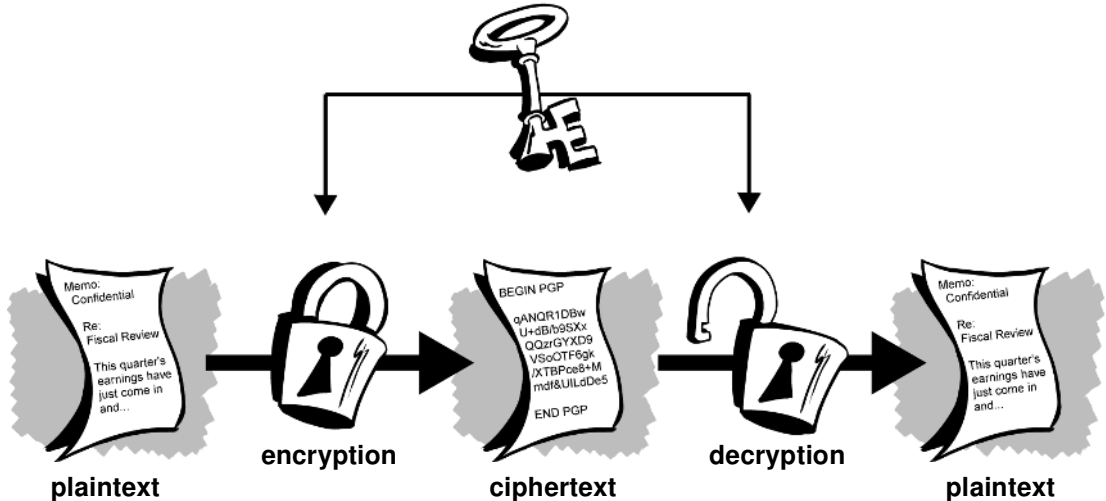 Memo:
Confidential
Re:
Fiscal Review
This quarter's
earnings have
just come in
and...
BEGIN PGP
qANQR1DBw
U+dB/b9SXx
QQzrGYXD9
VSoOTF6gk
/XTBPce8+M
mdf&UILdDe5
END PGP
Memo:
Confidential
Re:
Fiscal Review
This quarter's
earnings have
just come in
and...
encryption
decryption
plaintext
ciphertext
plaintext